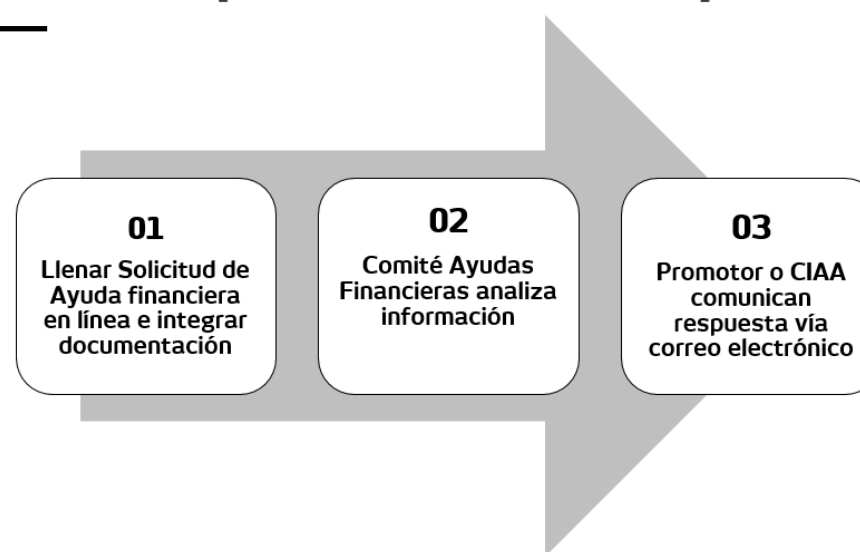 01
Llenar Solicitud de
Ayuda financiera
en línea e integrar
documentación
02
Comité Ayudas
Financieras analiza
información
03
Promotor o CIAA
comunican
respuesta vía
correo electrónico